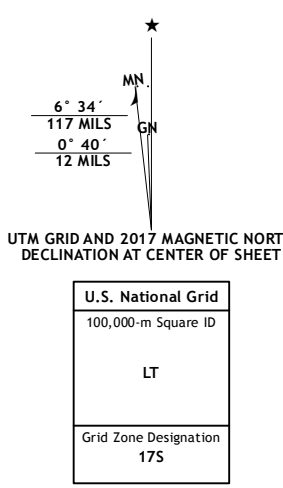 ★
MN
6° 34´
117 MILS
GN
0° 40´
12 MILS
UTM GRID AND 2017 MAGNETIC NORT
DECLINATION AT CENTER OF SHEET
U.S. National Grid
100,000-m Square ID
LT
Grid Zone Designation
17S